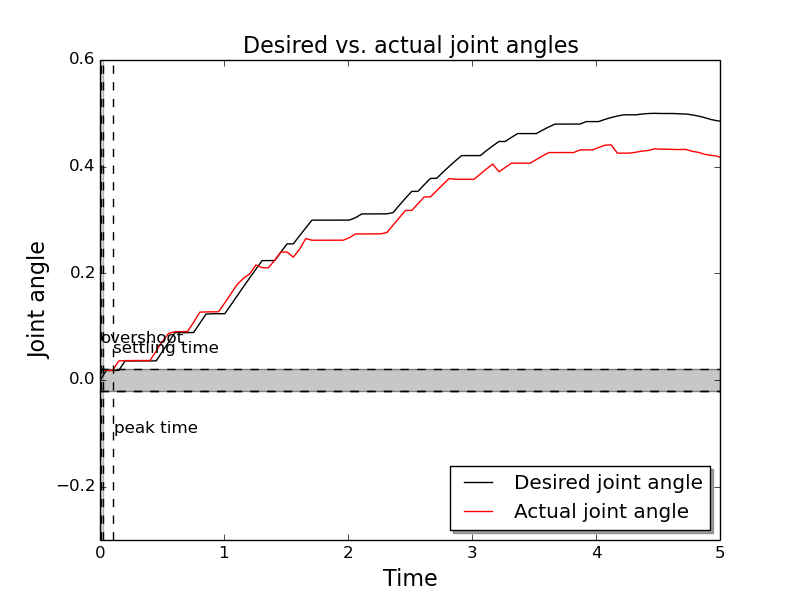 Desired vs. actual joint angles
0.6
0.4
0.2
0.0
−0.2
Joint angle
overshoot
settling time
peak time
Desired joint angle
Actual joint angle
0 1 2 3 4 5
Time